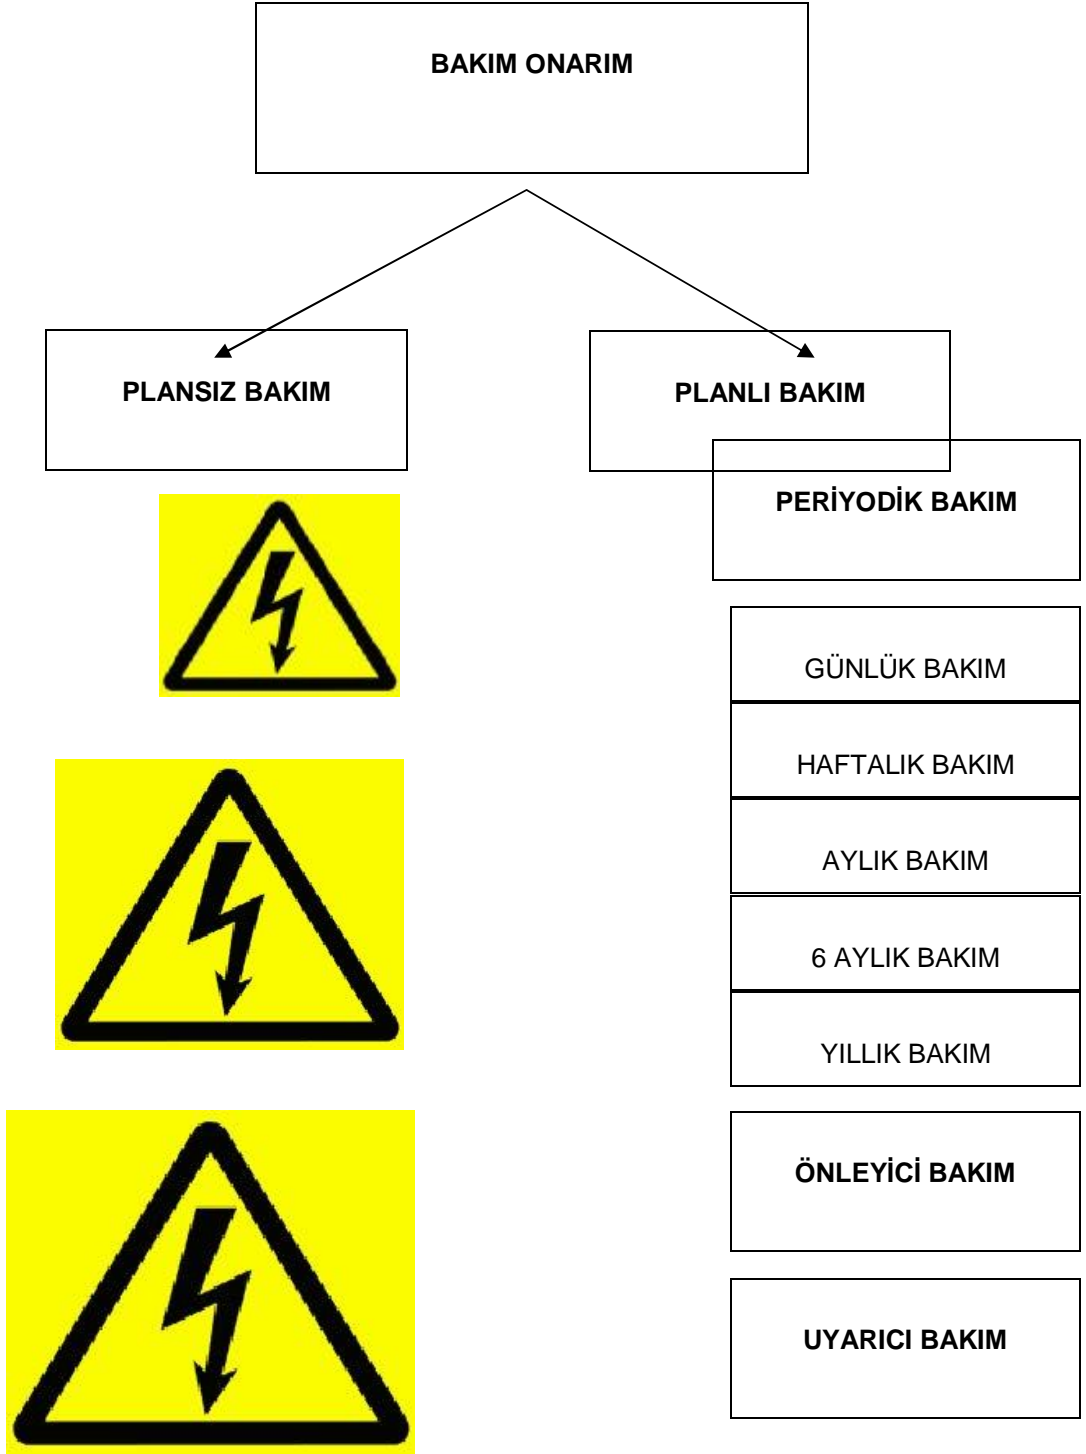 BAKIM ONARIM
PLANSIZ BAKIM
PLANLI BAKIM
PERİYODİK BAKIM
GÜNLÜK BAKIM
HAFTALIK BAKIM
AYLIK BAKIM
6 AYLIK BAKIM
YILLIK BAKIM
ÖNLEYİCİ BAKIM
UYARICI BAKIM